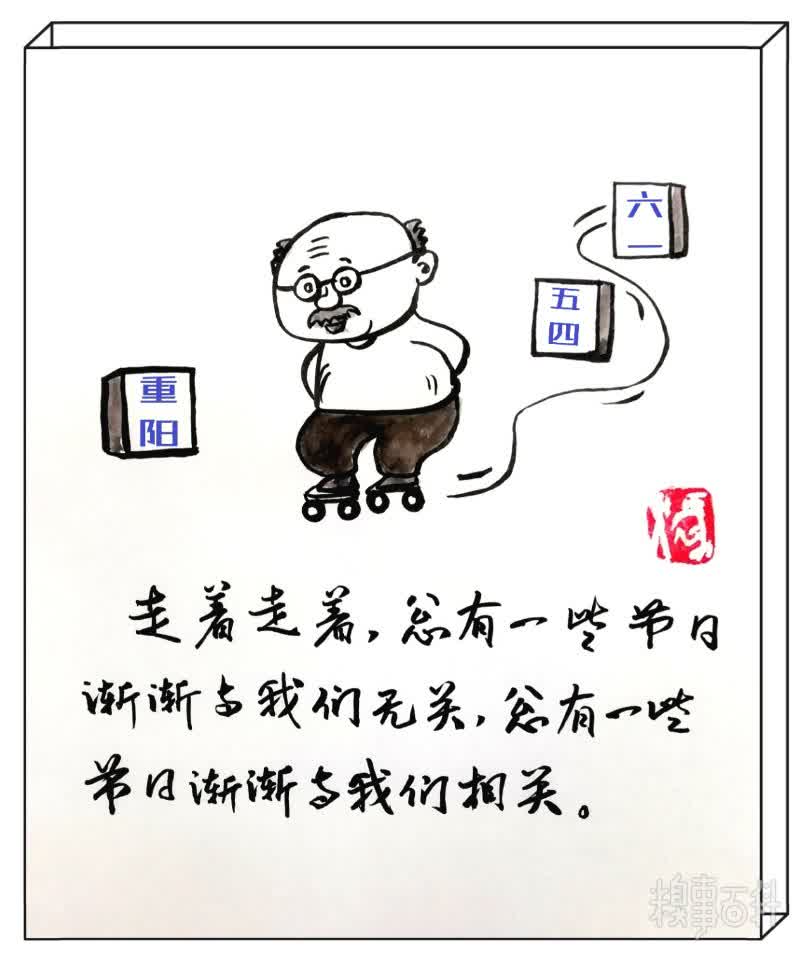 六
一
五
四
重
阳
走着走着，总有一些节日
渐渐与我们无关，总有一些
节日渐渐与我们相关。
糗事百科